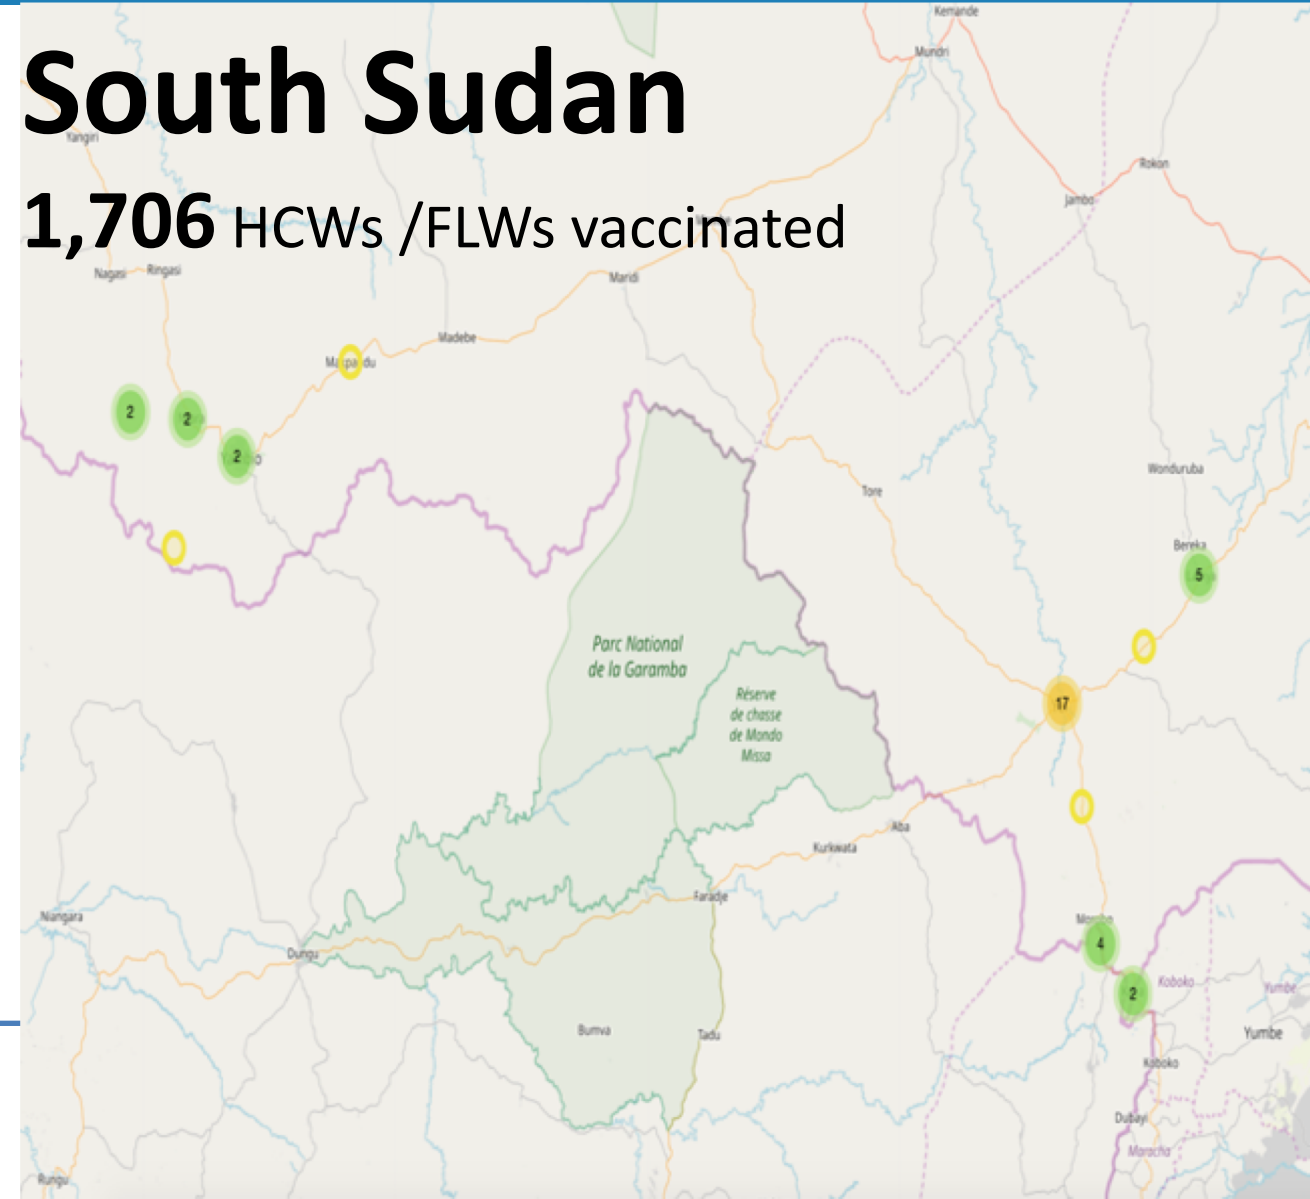 South Sudan
1,706 HCWs /FLWs vaccinated
Kemande
Mundri
Yangiri
Rokon
Jambo
Nagasi
Ringasi
Maridi
Madebe
2
2
2
Wonduruba
Tore
Bereka
5
Parc National
de la Garamba
Réserve
de chasse
de Mondo
Missa
17
Aba
Kurkwata
Faradje
Niangara
Dungu
4
2
Koboko
Yumbe
Bumva
Tadu
Yumbe
Koboko
Dubayi
Maracha
Rungu